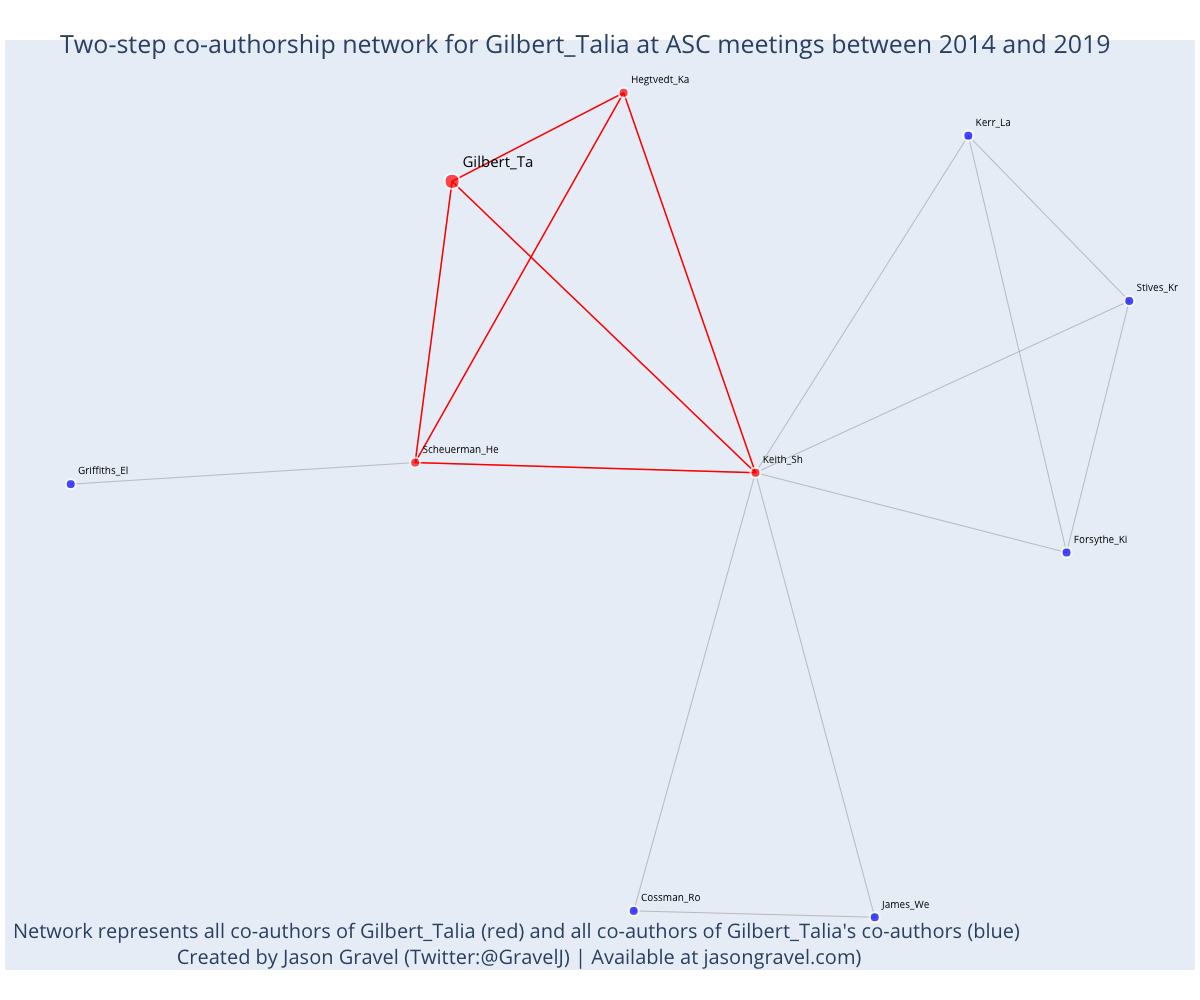 Two-step co-authorship network for Gilbert_Talia at ASC meetings between 2014 and 2019
Hegtvedt_Ka
Kerr_La
Gilbert_Ta
Stives_Kr
Scheuerman_He
Keith_Sh
Griffiths_El
Forsythe_Ki
Cossman_Ro
James_We
Network represents all co-authors of Gilbert_Talia (red) and all co-authors of Gilbert_Talia's co-authors (blue)
Created by Jason Gravel (Twitter:@GravelJ) | Available at jasongravel.com)